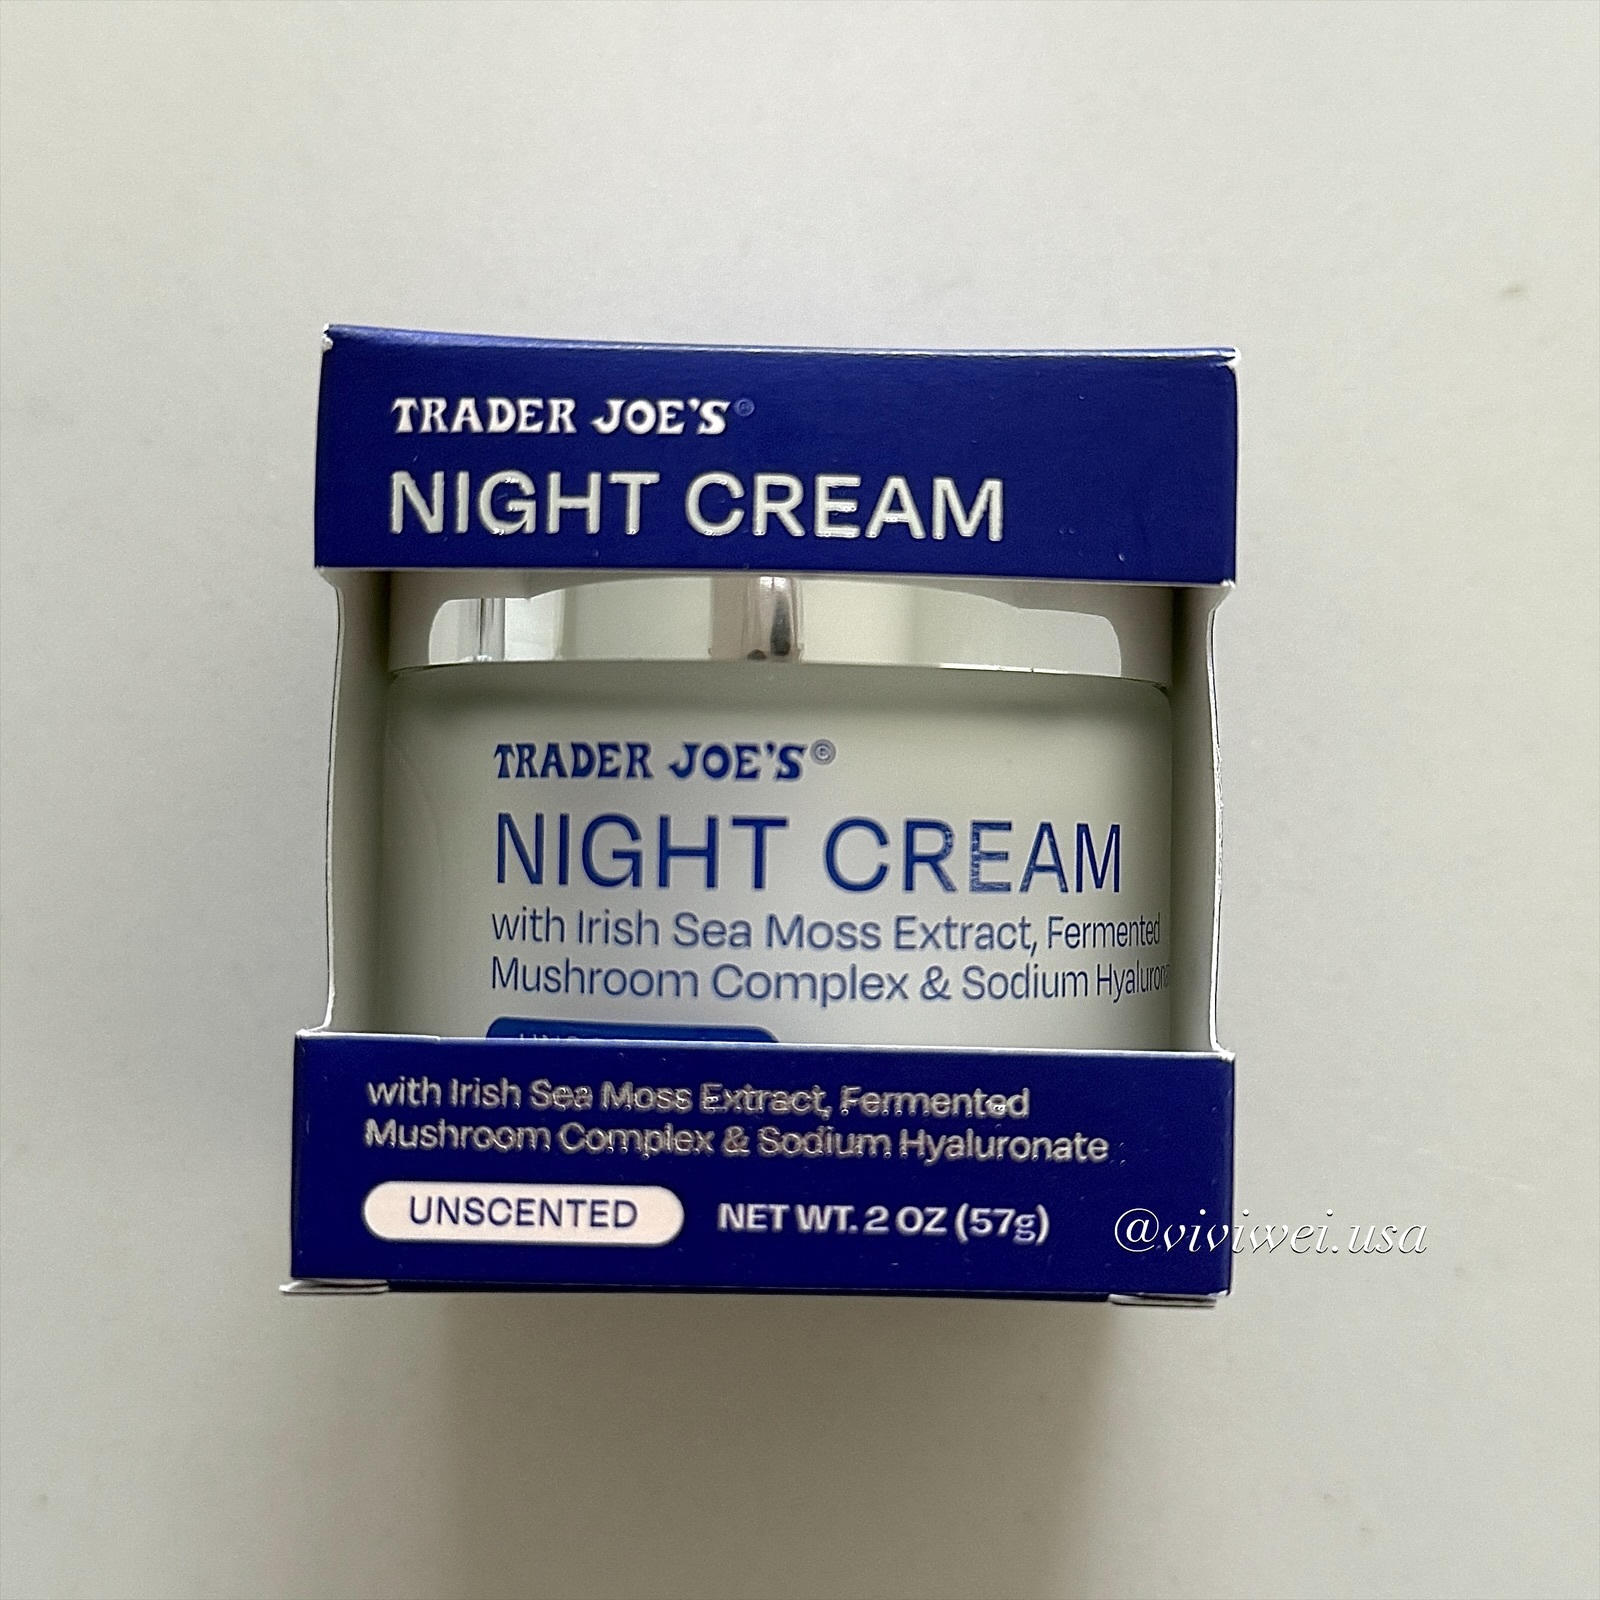 TRADER JOE'S®
NIGHT CREAM
TRADER JOE'S©
NIGHT CREAM
with Irish Sea Moss Extract, Fermented
Mushroom Complex & Sodium
with Irish Sea Moss Extract, Fermented
Mushroom Complex & Sodium Hyaluronate
UNSCENTED
NET WT. 2 OZ (57g)
@viviwei.usa